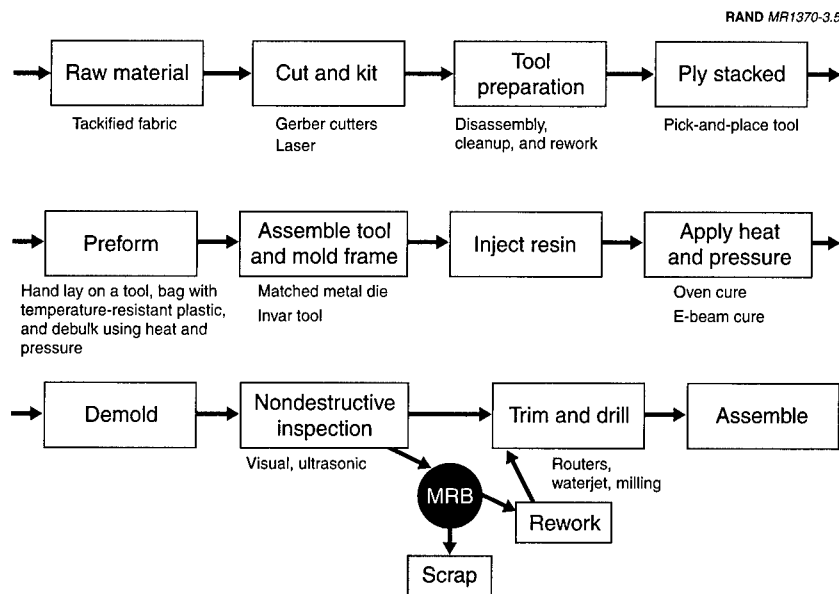 RAND MR1370-3.5
Raw material
Cut and kit
Tool
preparation
Ply stacked
Tackified fabric
Gerber cutters
Laser
Disassembly,
cleanup, and rework
Pick-and-place tool
Preform
Assemble tool
and mold frame
Inject resin
Apply heat
and pressure
Hand lay on a tool, bag with
temperature-resistant plastic,
and debulk using heat and
pressure
Matched metal die
Invar tool
Oven cure
E-beam cure
Demold
Nondestructive
inspection
Trim and drill
Assemble
Visual, ultrasonic
Routers,
waterjet, milling
MRB
Rework
Scrap